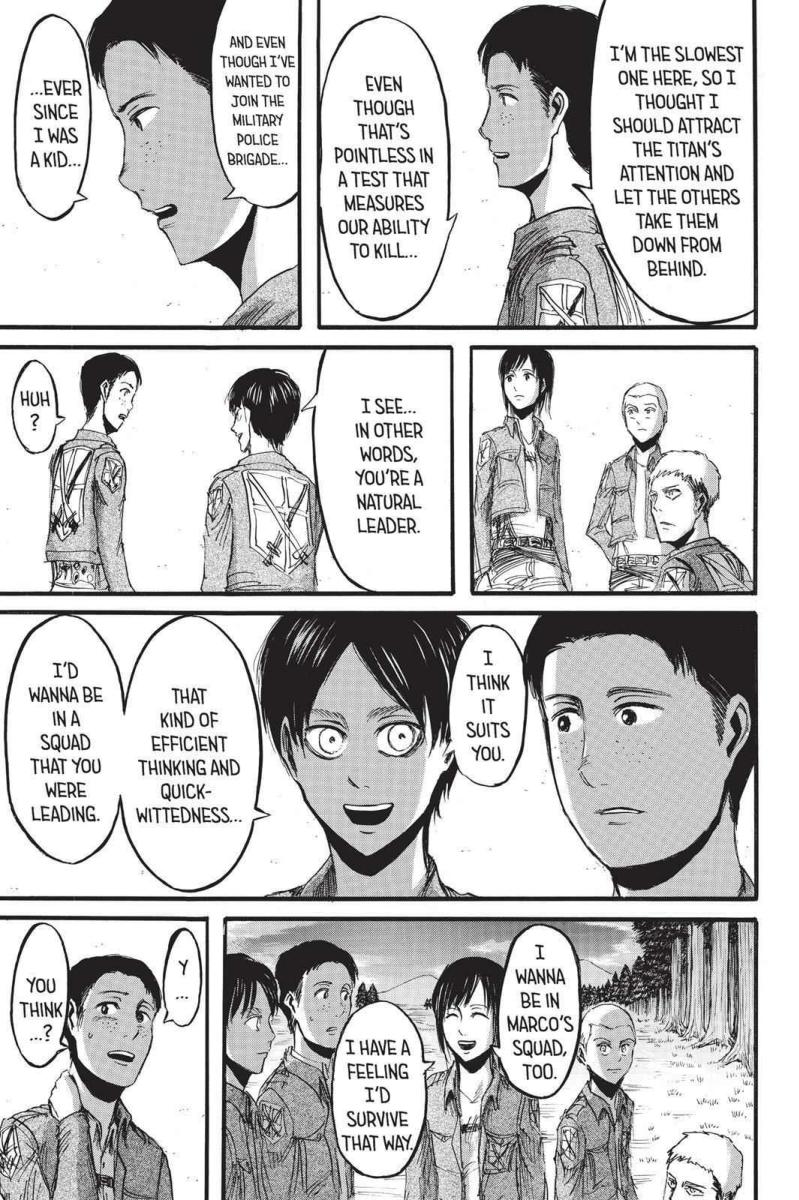 I'M THE SLOWEST
ONE HERE, SO I
THOUGHT I
SHOULD ATTRACT
THE TITAN'S
ATTENTION AND
LET THE OTHERS
TAKE THEM
DOWN FROM
BEHIND.
EVEN
THOUGH
THAT'S
POINTLESS IN
A TEST THAT
MEASURES
OUR ABILITY
TO KILL...
AND EVEN
THOUGH I'VE
WANTED TO
JOIN THE
MILITARY
POLICE
BRIGADE...
...EVER
SINCE
I WAS
A KID...
I SEE...
IN OTHER
WORDS,
YOU'RE A
NATURAL
LEADER.
HUH
?
I
THINK
IT
SUITS
YOU.
THAT
KIND OF
EFFICIENT
THINKING AND
QUICK-
WITTEDNESS...
I'D
WANNA BE
IN A
SQUAD
THAT YOU
WERE
LEADING.
I
WANNA
BE IN
MARCO'S
SQUAD,
TOO.
I HAVE A
FEELING
I'D
SURVIVE
THAT WAY.
Y
...
YOU
THINK
...?